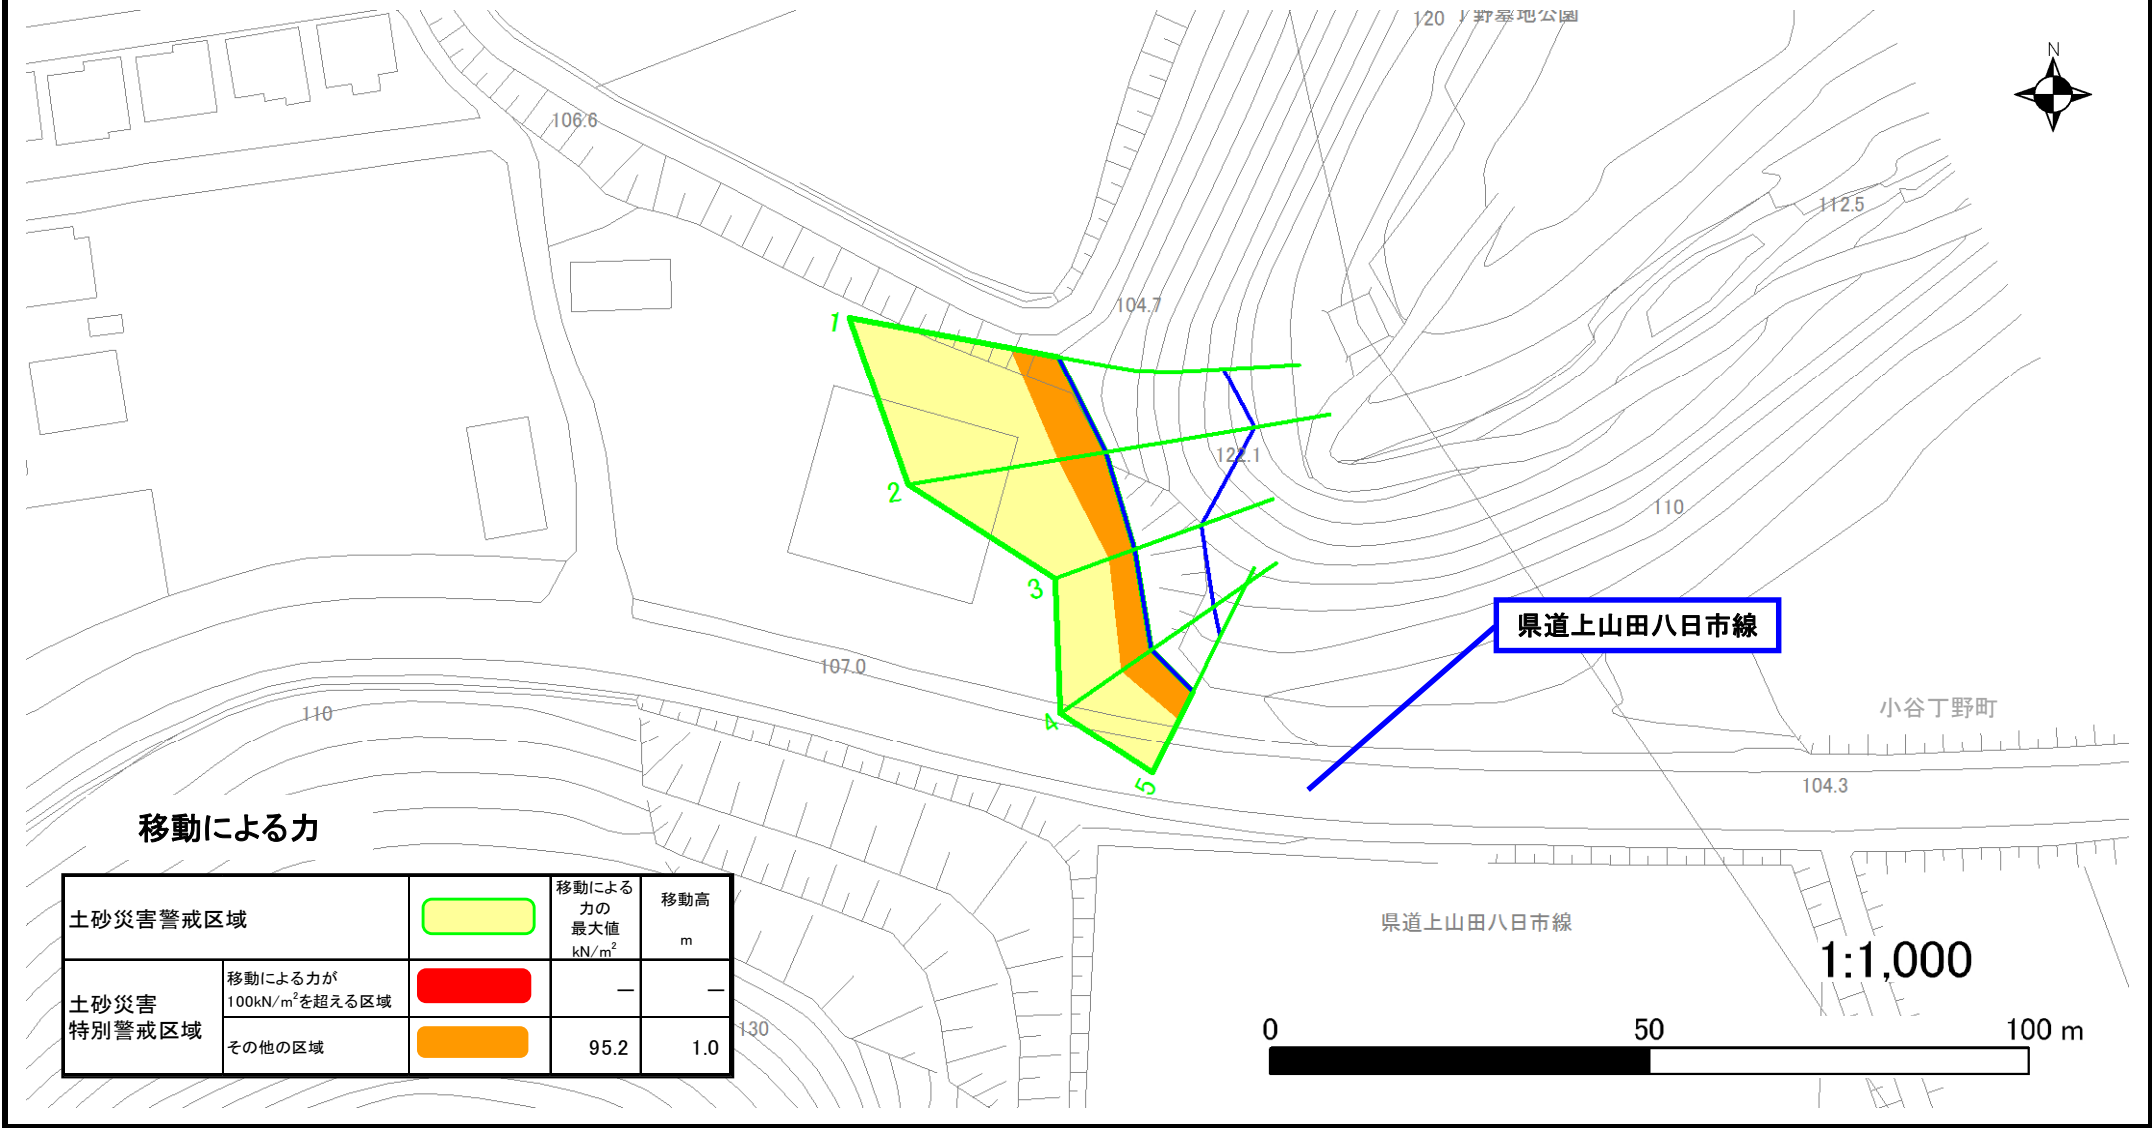 120 丁野墓地公園
N
106.6
112.5
104.7
1
122.1
2
110
3
県道上山田八日市線
107.0
小谷丁野町
110
4
5
104.3
移動による力
土砂災害警戒区域
移動による
力の
最大値
kN/m²
移動高
m
県道上山田八日市線
1:1,000
土砂災害
特別警戒区域
移動による力が
100kN/m²を超える区域
—
—
その他の区域
95.2
1.0
130
0
50
100 m